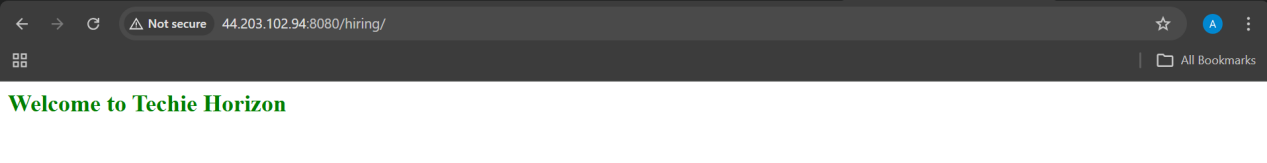 Not secure 44.203.102.94:8080/hiring/
A
All Bookmarks
Welcome to Techie Horizon